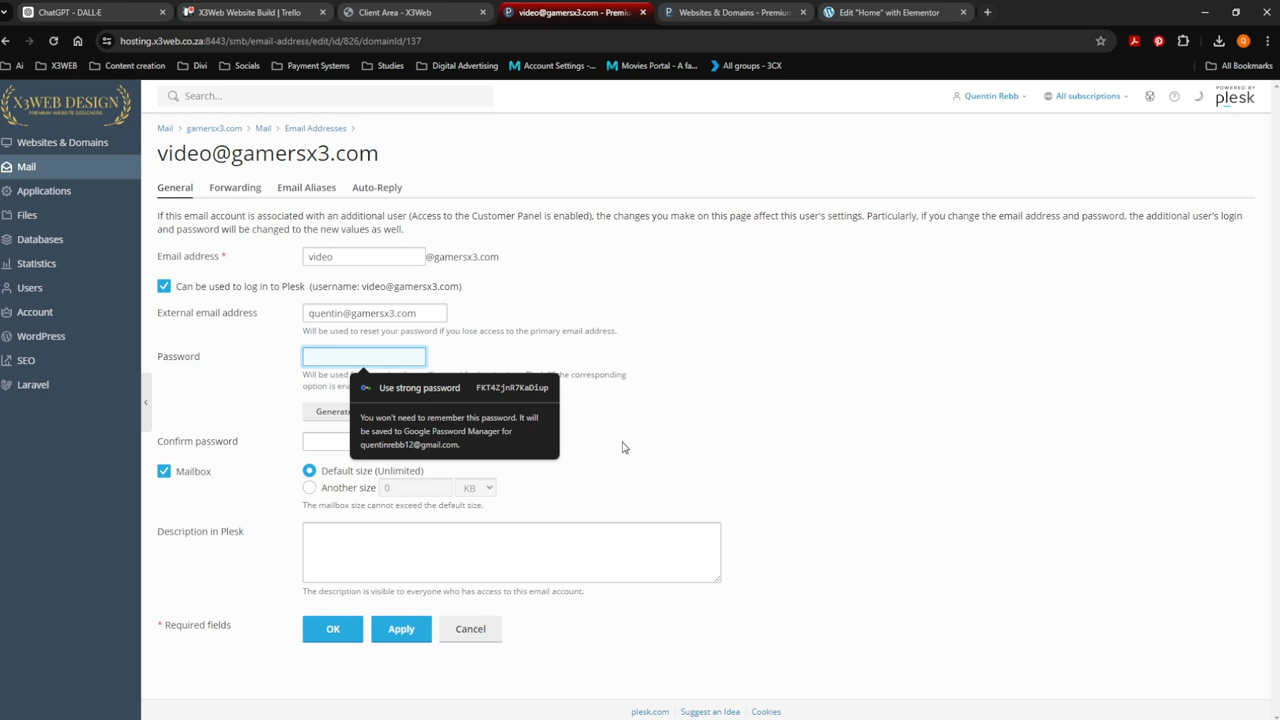 ChatGPT - DALL-E
X3Web Website Build | Trello
Client Area - X3Web
video@gamersx3.com - Premi
Websites & Domains - Premium
Edit "Home" with Elementor
hosting.x3web.co.za:8443/smb/email-address/edit/id/826/domainId/137
Ai
X3WEB
Content creation
Divi
Socials
Payment Systems
Studies
Digital Advertising
Account Settings -...
Movies Portal - A fa...
All groups - 3CX
All Bookmarks
X3WEB DESIGN
PREMIUM WEBSITE DESIGNERS
Search...
Quentin Rebb
All subscriptions
POWERED BY
plesk
Websites & Domains
Mail
Applications
Files
Databases
Statistics
Users
Account
WordPress
SEO
Laravel
Mail > gamersx3.com > Mail > Email Addresses >
video@gamersx3.com
General
Forwarding
Email Aliases
Auto-Reply
If this email account is associated with an additional user (Access to the Customer Panel is enabled), the changes you make on this page affect this user's settings. Particularly, if you change the email address and password, the additional user's login
and password will be changed to the new values as well.
Email address *
video
@gamersx3.com
Can be used to log in to Plesk (username: video@gamersx3.com)
External email address
quentin@gamersx3.com
Will be used to reset your password if you lose access to the primary email address.
Password
Will be used
he corresponding
option is ena
Use strong password FKT4ZjnR7KaDiup
You won't need to remember this password. It will
be saved to Google Password Manager for
quentinrebb12@gmail.com.
Generate
Confirm password
Mailbox
Default size (Unlimited)
Another size
0
KB
The mailbox size cannot exceed the default size.
Description in Plesk
The description is visible to everyone who has access to this email account.
* Required fields
OK
Apply
Cancel
plesk.com
Suggest an Idea
Cookies